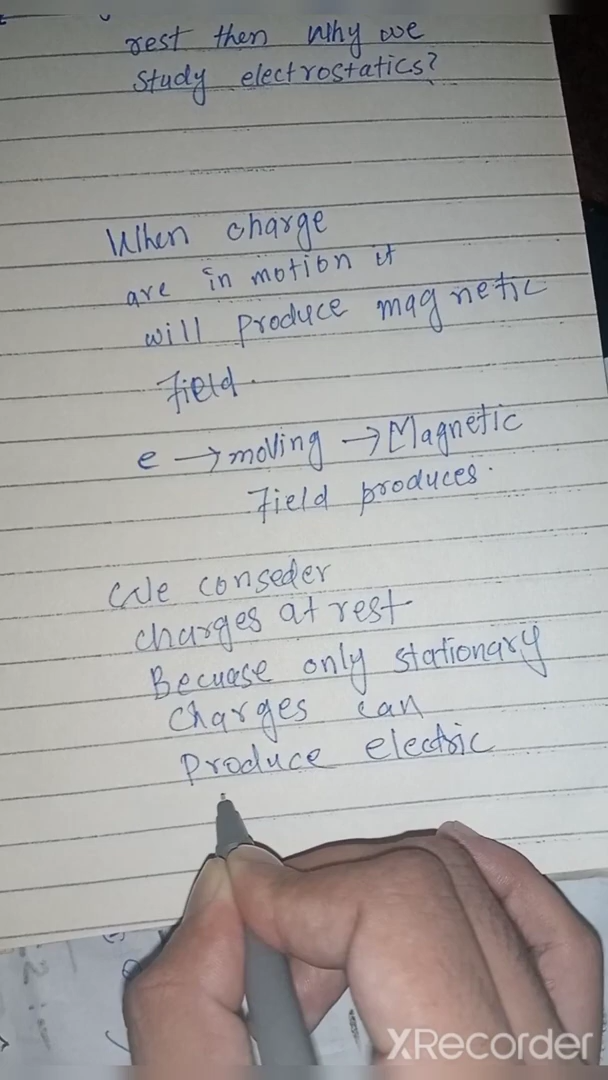 rest then why we
study electrostatics?
When charge
are in motion it
will produce magnetic
Field.
e → moving → Magnetic
Field produces.
We conseder
charges at rest
Becuase only stationary
charges can
Produce electric
XRecorder